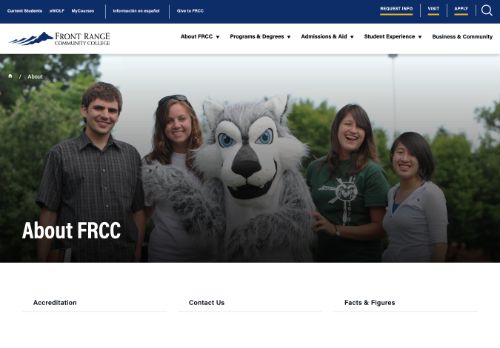 Current Students eWOLF MyCourses Información en español Give to FRCC REQUEST INFO VISIT APPLY
FRONT RANGE
COMMUNITY COLLEGE
About FRCC Programs & Degrees Admissions & Aid Student Experience Business & Community
/ About
About FRCC
Accreditation Contact Us Facts & Figures